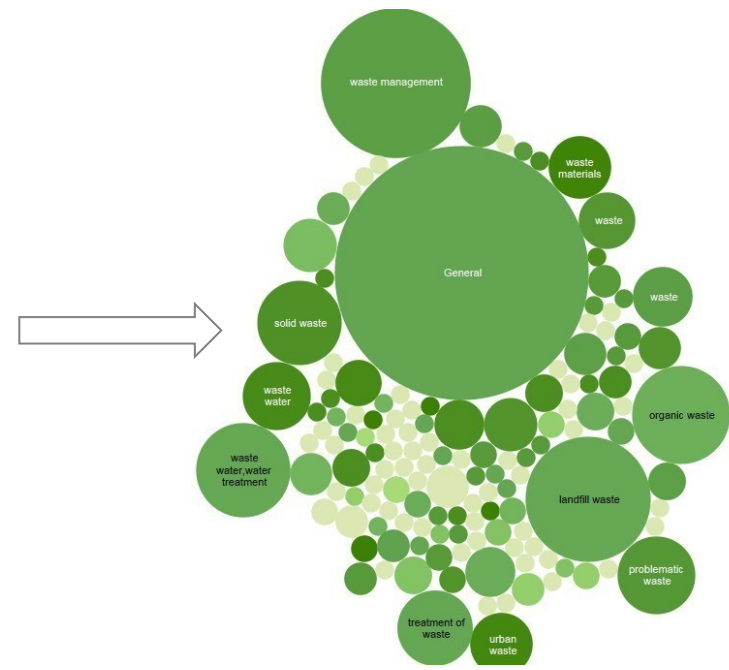 waste management
waste
materials
waste
General
waste
solid waste
waste
water
organic waste
waste
water,water
treatment
landfill waste
problematic
waste
treatment of
waste
urban
waste